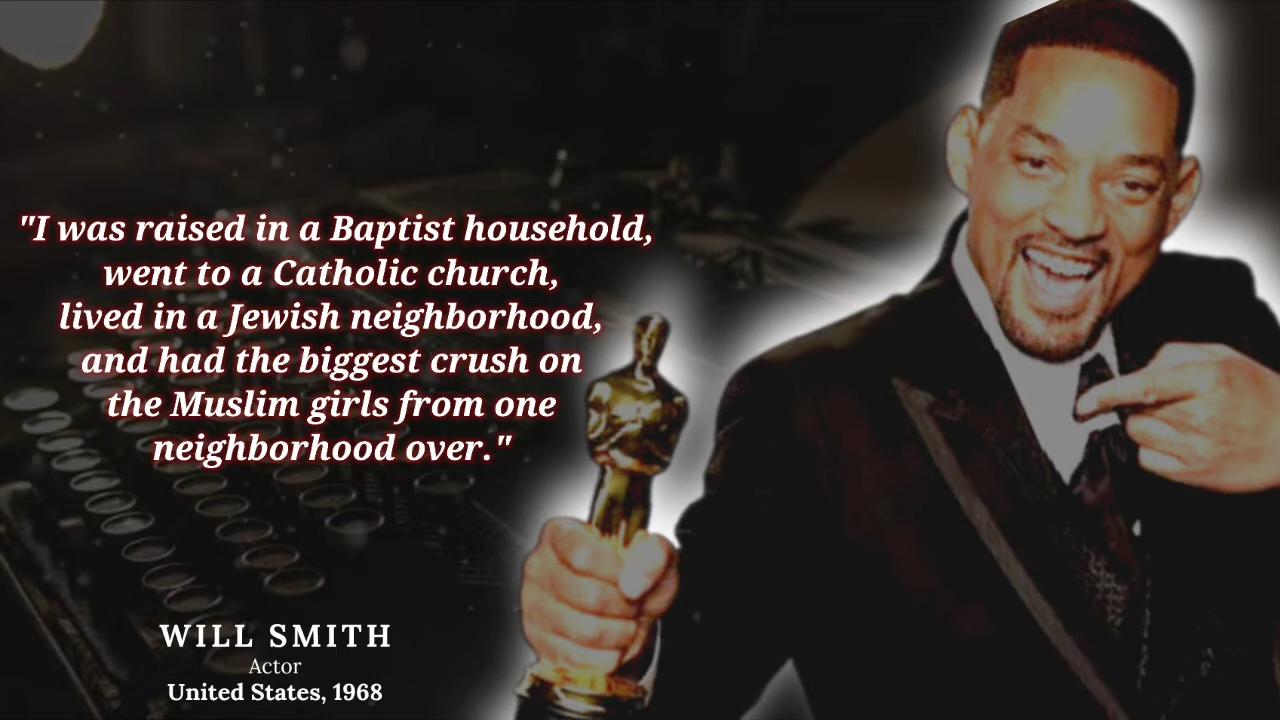 "I was raised in a Baptist household,
went to a Catholic church,
lived in a Jewish neighborhood,
and had the biggest crush on
the Muslim girls from one
neighborhood over."
WILL SMITH
Actor
United States, 1968